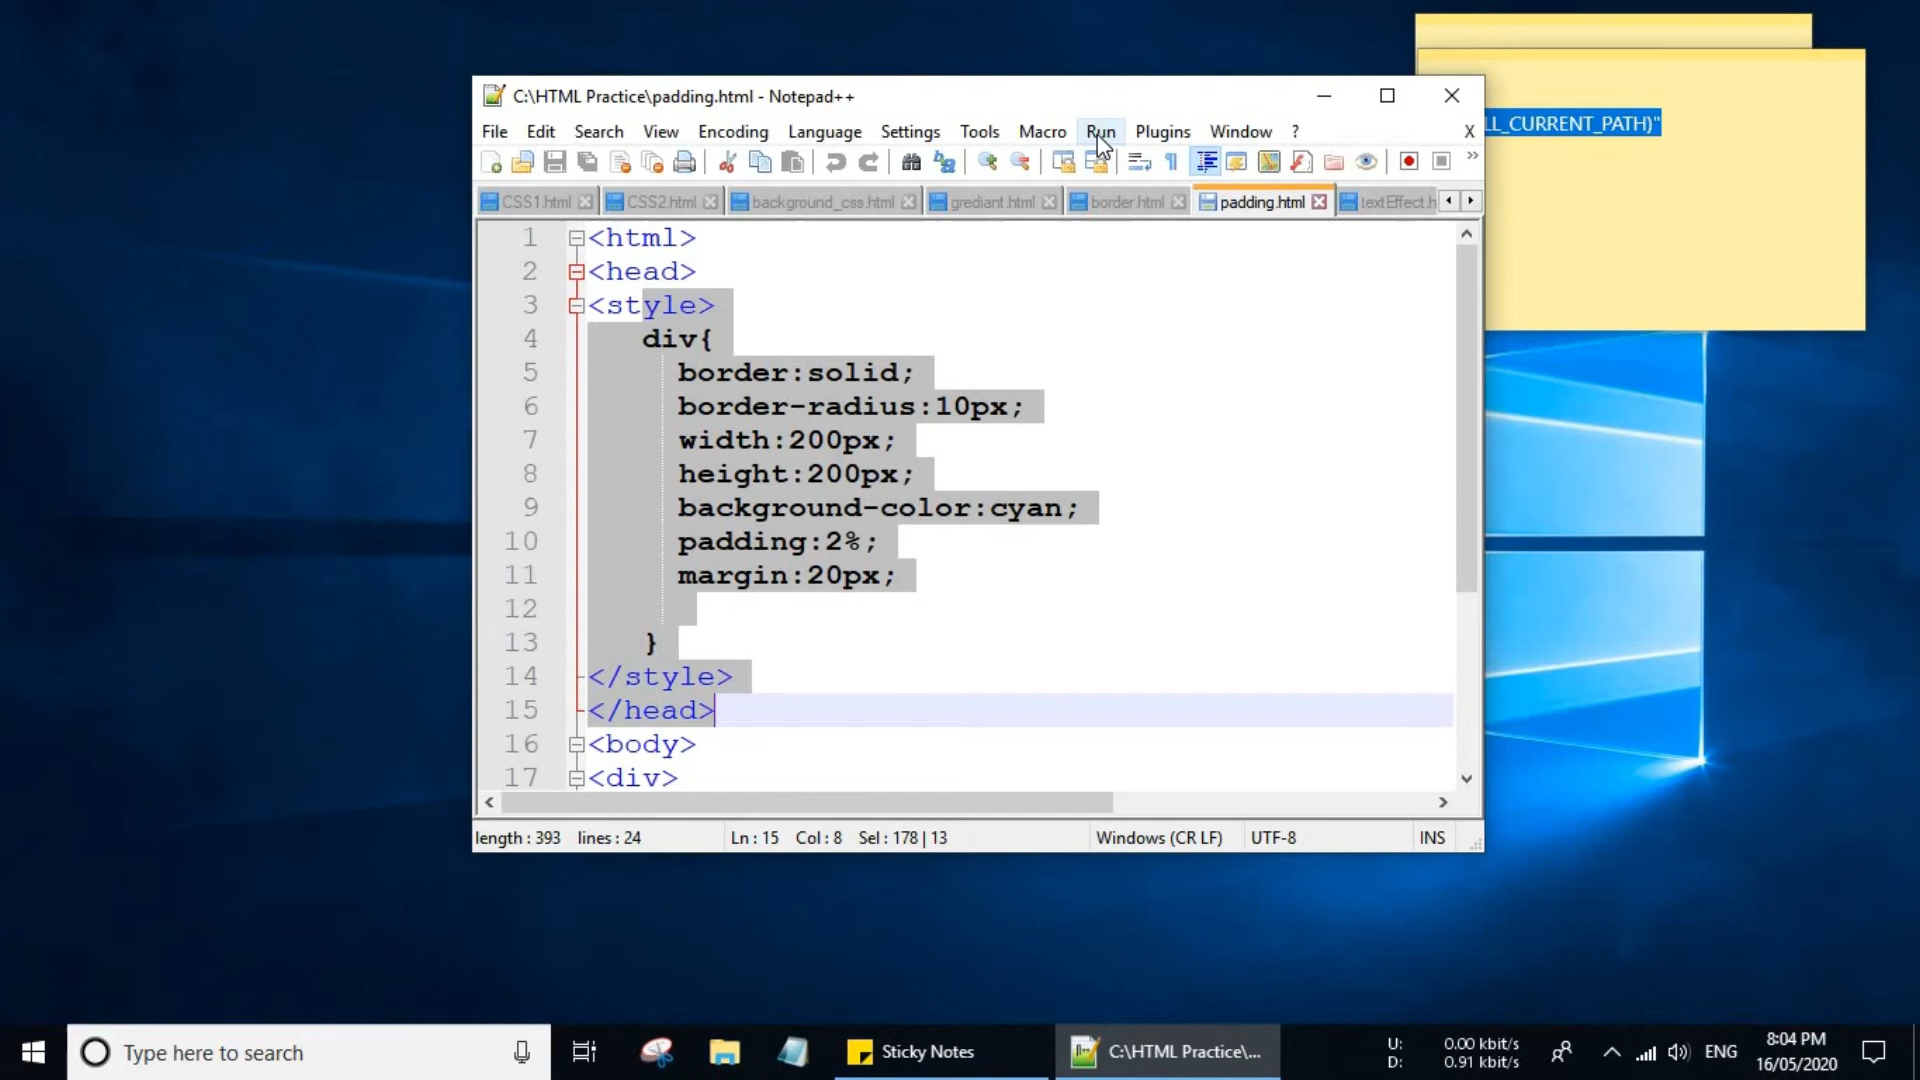 LL_CURRENT_PATH)"
C:\HTML Practice\padding.html - Notepad++
File Edit Search View Encoding Language Settings Tools Macro Run Plugins Window ? X
CSS1.html CSS2.html background_css.html grediant.html border.html padding.html textEffect.h
1 <html>
2 <head>
3 <style>
4 div{
5 border:solid;
6 border-radius:10px;
7 width:200px;
8 height:200px;
9 background-color:cyan;
10 padding:2%;
11 margin:20px;
12
13 }
14 </style>
15 </head>
16 <body>
17 <div>
length : 393 lines : 24 Ln : 15 Col : 8 Sel : 178 | 13 Windows (CR LF) UTF-8 INS
Type here to search
Sticky Notes
C:\HTML Practice\...
U: 0.00 kbit/s
D: 0.91 kbit/s
ENG
8:04 PM
16/05/2020